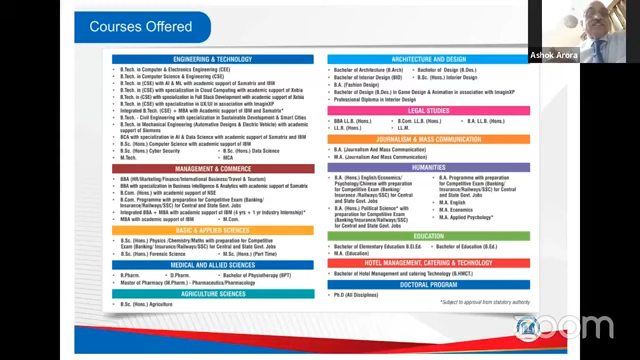 Courses Offered
Ashok Arora
ENGINEERING & TECHNOLOGY
B.Tech. in Computer & Electronics Engineering (CSE)
B.Tech. in Computer Science & Engineering (CSE)
B.Tech. in CSE with AI & ML with academic support of Samatrix and IBM
B.Tech. in CSE with specialization in Cloud Computing with academic support of Xebia
B.Tech. in CSE with specialization in Full Stack Development with academic support of Xebia
B.Tech. in CSE with specialization in UX/UI in association with ImaginXP
Integrated B.Tech. (CSE) + MBA with Academic support of IBM and Samatrix*
B.Tech. - Civil Engineering with specialization in Sustainable Development & Smart Cities
B.Tech. in Mechanical Engineering (Automotive Designs & Electric Vehicle) with academic
support of Siemens
BCA with specialization in AI & Data Science with academic support of Samatrix and IBM
B.Sc. (Hons.) Computer Science with academic support of IBM
B.Sc. (Hons.) Cyber Security
B.Sc. (Hons.) Data Science
M.Tech.
MCA
MANAGEMENT & COMMERCE
BBA (HR/Marketing/Finance/International Business/Travel & Tourism)
BBA with specialization in Business Intelligence & Analytics with academic support of Samatrix
B.Com. (Hons.) with academic support of NSE
B.Com. Programme with preparation for Competitive Exam (Banking/
Insurance/Railways/SSC) for Central and State Govt. Jobs
Integrated BBA + MBA with academic support of IBM (4 yrs + 1 yr Industry Internship)*
MBA with academic support of IBM
M.Com.
BASIC & APPLIED SCIENCES
B.Sc. (Hons.) Physics/Chemistry/Maths with preparation for Competitive
Exam (Banking/Insurance/Railways/SSC) for Central and State Govt. Jobs
B.Sc. (Hons.) Forensic Science
M.Sc. (Hons.) (Part Time)
MEDICAL AND ALLIED SCIENCES
B.Pharm.
D.Pharm.
Bachelor of Physiotherapy (BPT)
Master of Pharmacy (M.Pharm.) - Pharmaceutics/Pharmacology
AGRICULTURE SCIENCES
B.Sc. (Hons.) Agriculture
ARCHITECTURE AND DESIGN
Bachelor of Architecture (B.Arch)
Bachelor of Design (B.Des.)
Bachelor of Interior Design (BID)
B.Sc. (Hons.) Interior Design
B.A. (Fashion Design)
Bachelor of Design (B.Des.) in Game Design & Animation in association with ImaginXP
Professional Diploma in Interior Design
LEGAL STUDIES
BBA LL.B. (Hons.)
B.Com. LL.B. (Hons.)
B.A. LL.B. (Hons.)
LL.B. (Hons.)
LL.M.
JOURNALISM & MASS COMMUNICATION
B.A. (Journalism And Mass Communication)
M.A. (Journalism And Mass Communication)
HUMANITIES
B.A. (Hons.) English/Economics/
Psychology/Chinese with preparation
for Competitive Exam (Banking/
Insurance/Railways/SSC) for Central
and State Govt. Jobs
B.A. (Hons.) Political Science* with
preparation for Competitive Exam
(Banking/Insurance/Railways/SSC)
for Central and State Govt. Jobs
B.A. Programme with preparation
for Competitive Exam (Banking/
Insurance/Railways/SSC) for Central
and State Govt. Jobs
M.A. English
M.A. Economics
M.A. Applied Psychology*
EDUCATION
Bachelor of Elementary Education (B.El.Ed.)
Bachelor of Education (B.Ed.)
M.A. (Education)
HOTEL MANAGEMENT, CATERING & TECHNOLOGY
Bachelor of Hotel Management and catering Technology (B.HMCT.)
DOCTORAL PROGRAM
Ph.D (All Disciplines)
*Subject to approval from statutory authority
zoom